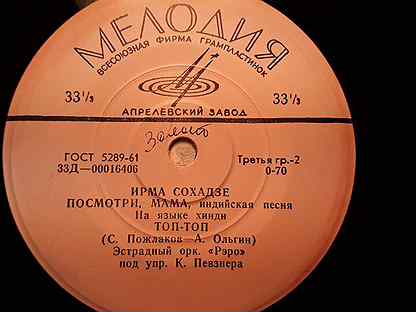 МЕЛОДИЯ
ВСЕСОЮЗНАЯ ФИРМА ГРАМПЛАСТИНОК
33⅓ 33⅓
АПРЕЛЕВСКИЙ ЗАВОД
ГОСТ 5289-61 Третья гр.-2
33Д-00016406 0-70
ИРМА СОХАДЗЕ
ПОСМОТРИ, МАМА, индийская песня
На языке хинди
ТОП-ТОП
(С. Пожлаков А. Ольгин)
Эстрадный орк. «Рэро»
под упр. К. Певзнера